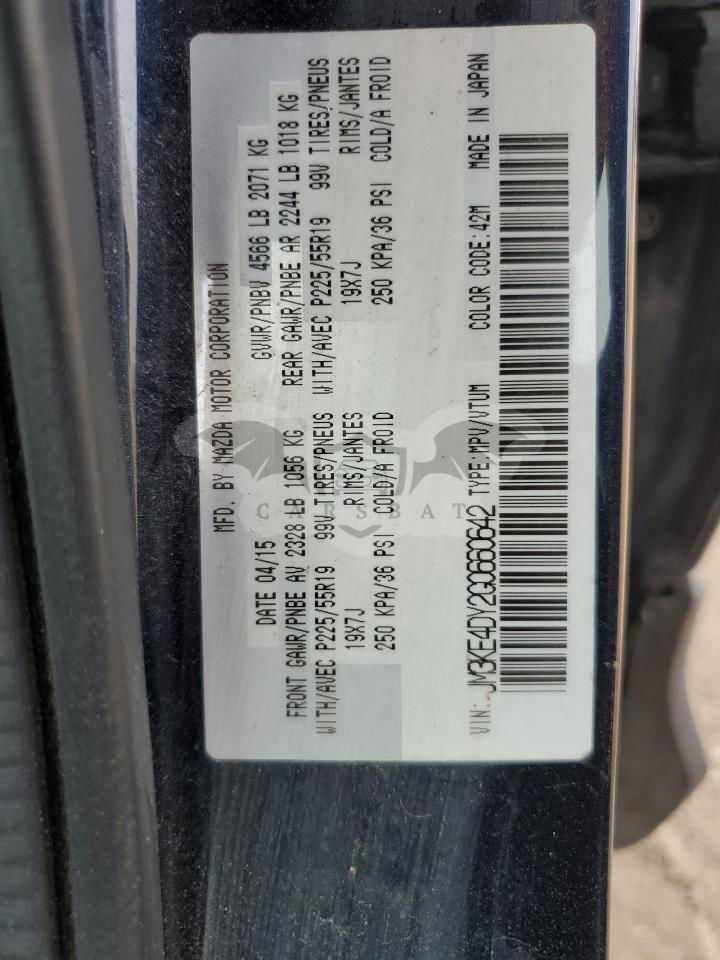 MFD. BY MAZDA MOTOR CORPORATION
DATE 04/15 GVWR/PNBV 4566 LB 2071 KG
FRONT GAWR/PNBE AV 2328 LB 1056 KG REAR GAWR/PNBE AR 2244 LB 1018 KG
WITH/AVEC P225/55R19 99V TIRES/PNEUS WITH/AVEC P225/55R19 99V TIRES/PNEUS
19X7J RIMS/JANTES 19X7J RIMS/JANTES
250 KPA/36 PSI COLD/A FROID 250 KPA/36 PSI COLD/A FROID
CARSBAT
VIN: JM3KE4DY2G0660642 TYPE:MPV/VTUM COLOR CODE:42M MADE IN JAPAN